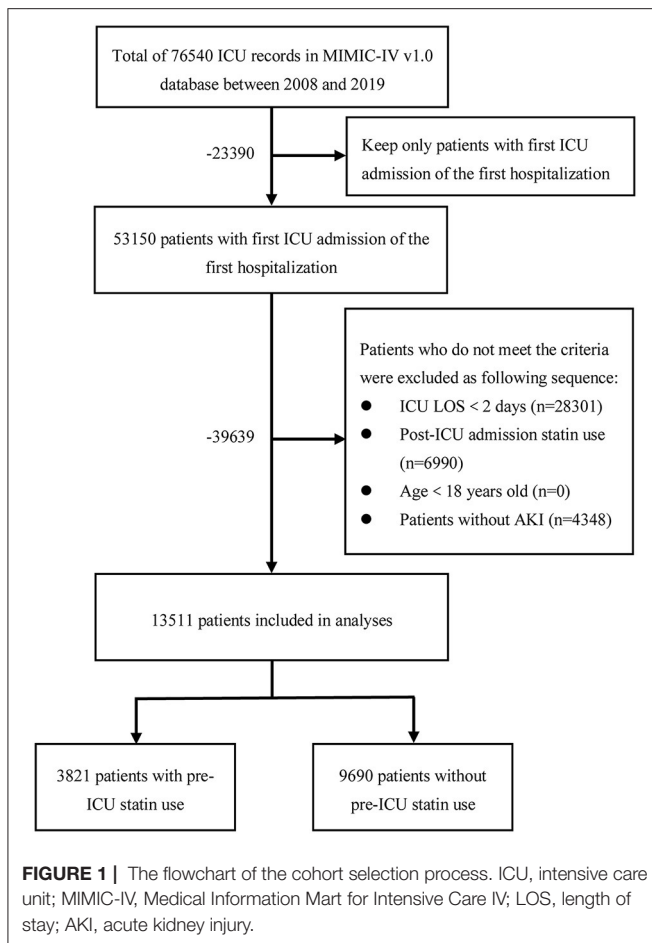 Total of 76540 ICU records in MIMIC-IV v1.0
database between 2008 and 2019
-23390
Keep only patients with first ICU
admission of the first hospitalization
53150 patients with first ICU admission of the
first hospitalization
-39639
Patients who do not meet the criteria
were excluded as following sequence:
● ICU LOS < 2 days (n=28301)
● Post-ICU admission statin use
(n=6990)
● Age < 18 years old (n=0)
● Patients without AKI (n=4348)
13511 patients included in analyses
3821 patients with pre-
ICU statin use
9690 patients without
pre-ICU statin use
FIGURE 1 | The flowchart of the cohort selection process. ICU, intensive care
unit; MIMIC-IV, Medical Information Mart for Intensive Care IV; LOS, length of
stay; AKI, acute kidney injury.